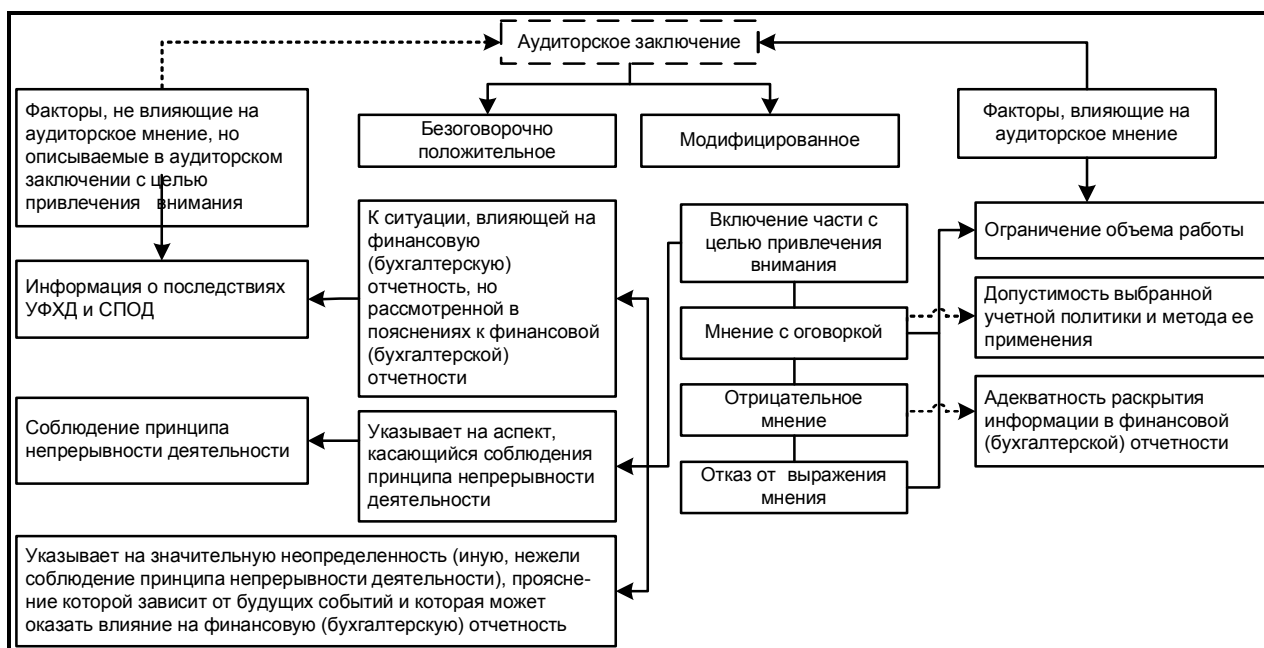 Аудиторское заключение
Факторы, не влияющие на
аудиторское мнение, но
описываемые в аудиторском
заключении с целью
привлечения внимания
Безоговорочно
положительное
Модифицированное
Факторы, влияющие на
аудиторское мнение
К ситуации, влияющей на
финансовую
(бухгалтерскую)
отчетность, но
рассмотренной в
пояснениях к финансовой
(бухгалтерской)
отчетности
Включение части с
целью привлечения
внимания
Ограничение объема работы
Информация о последствиях
УФХД и СПОД
Мнение с оговоркой
Допустимость выбранной
учетной политики и метода ее
применения
Отрицательное
мнение
Адекватность раскрытия
информации в финансовой
(бухгалтерской) отчетности
Соблюдение принципа
непрерывности деятельности
Указывает на аспект,
касающийся соблюдения
принципа непрерывности
деятельности
Отказ от выражения
мнения
Указывает на значительную неопределенность (иную, нежели
соблюдение принципа непрерывности деятельности), проясне-
ние которой зависит от будущих событий и которая может
оказать влияние на финансовую (бухгалтерскую) отчетность